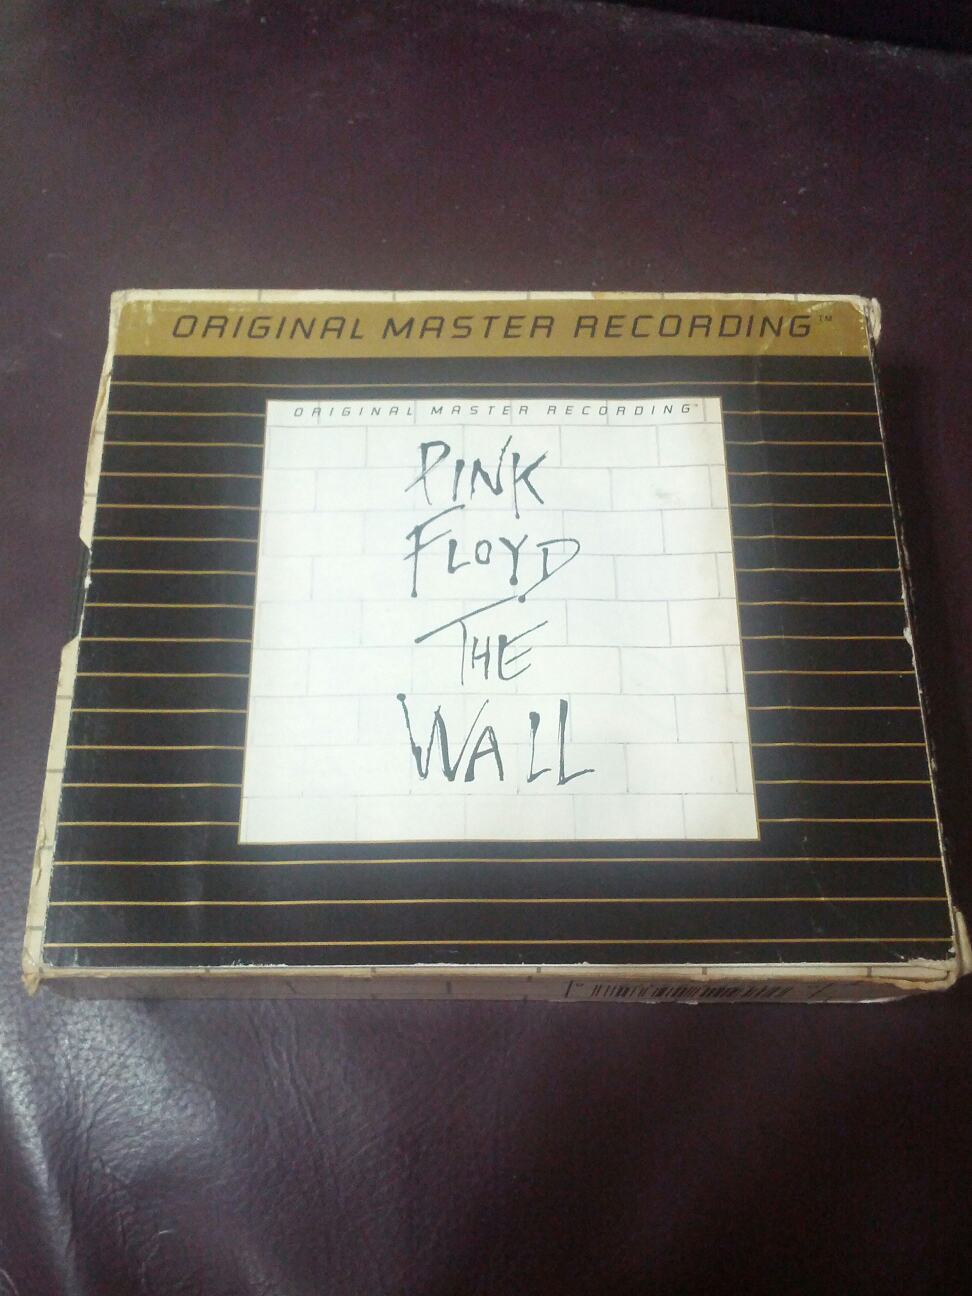 ORIGINAL MASTER RECORDING™
ORIGINAL MASTER RECORDING™
PINK
FLOYD
THE
WALL